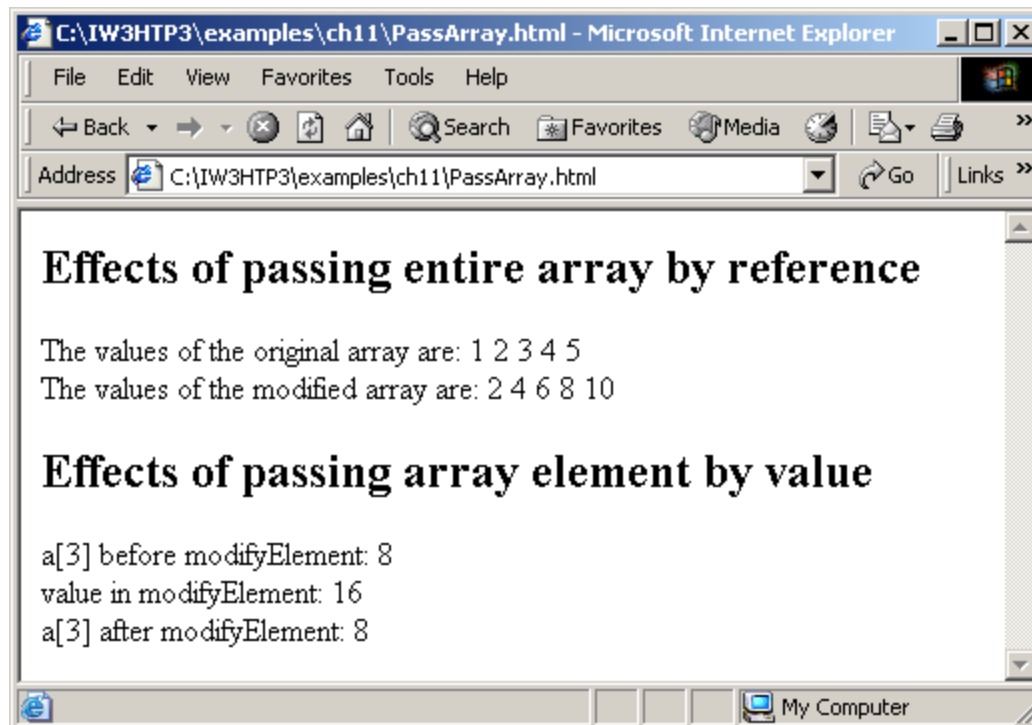 C:\IW3HTP3\examples\ch11\PassArray.html - Microsoft Internet Explorer
File Edit View Favorites Tools Help
Back Search Favorites Media »
Address C:\IW3HTP3\examples\ch11\PassArray.html Go Links »
Effects of passing entire array by reference
The values of the original array are: 1 2 3 4 5
The values of the modified array are: 2 4 6 8 10
Effects of passing array element by value
a[3] before modifyElement: 8
value in modifyElement: 16
a[3] after modifyElement: 8
My Computer